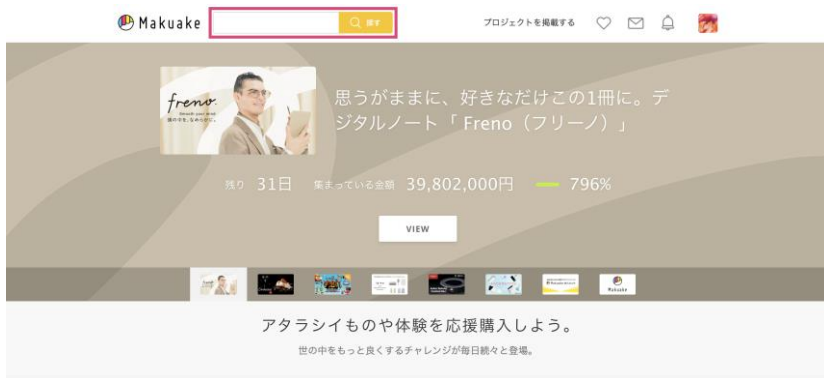 Makuake
探す
プロジェクトを掲載する
freno.
思うがままに、好きなだけこの1冊に。デ
ジタルノート「 Freno（フリーノ）」
残り 31日 集まっている金額 39,802,000円 796%
VIEW
Makuake
アタラシイものや体験を応援購入しよう。
世の中をもっと良くするチャレンジが毎日続々と登場。